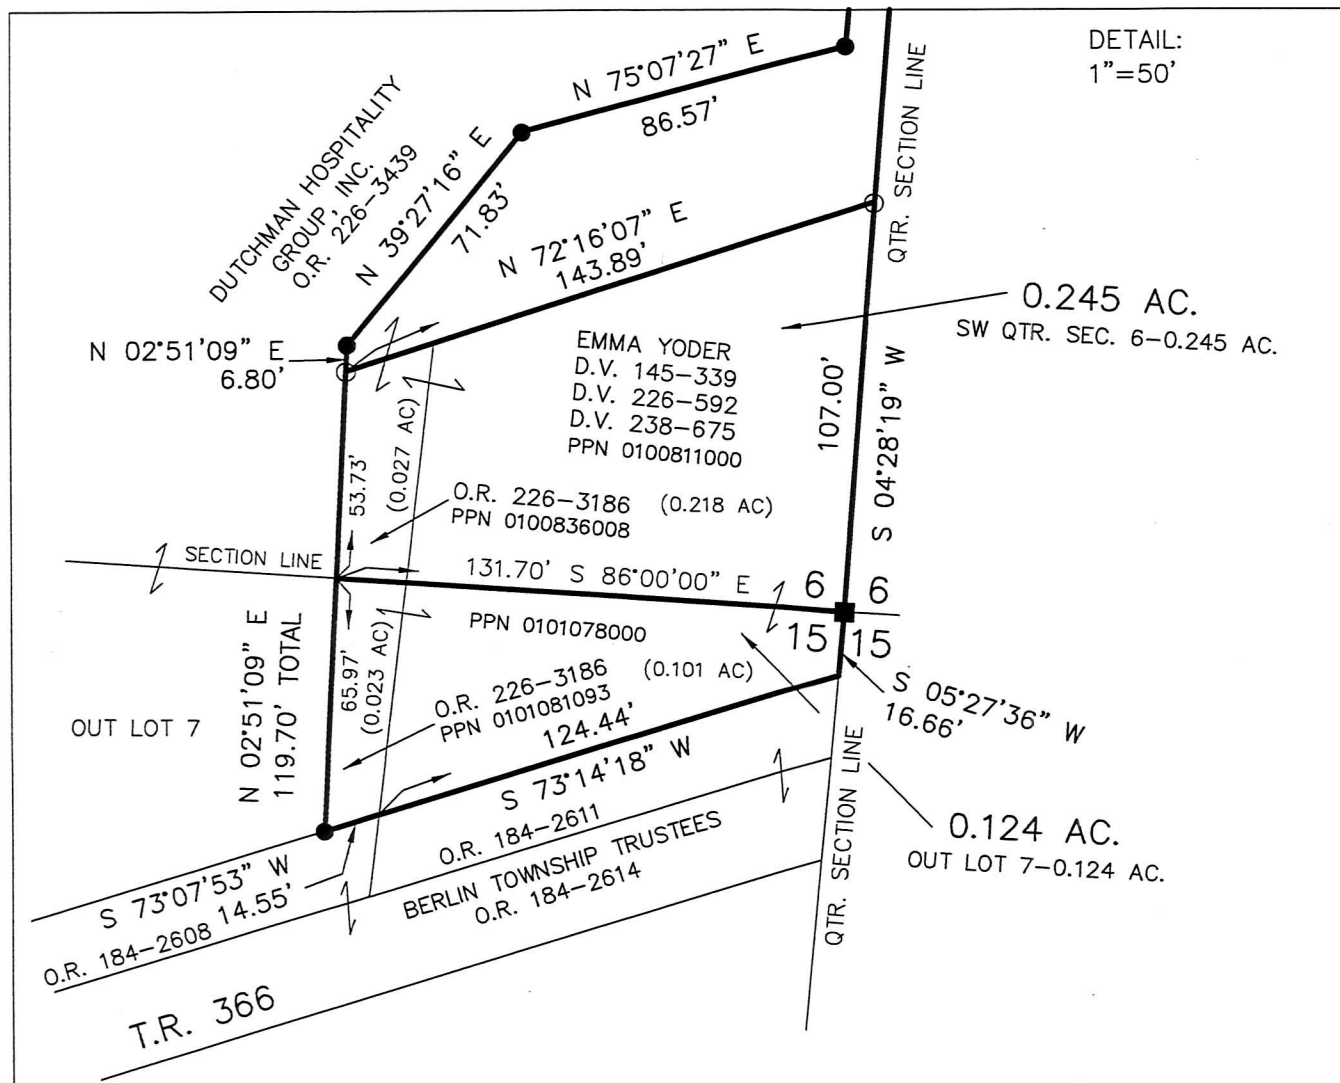 DETAIL:
1"=50'
N 75°07'27" E
86.57'
QTR. SECTION LINE
DUTCHMAN HOSPITALITY
GROUP, INC.
O.R. 226-3439
N 39°27'16" E
71.83'
N 72°16'07" E
143.89'
0.245 AC.
SW QTR. SEC. 6-0.245 AC.
N 02°51'09" E
6.80'
EMMA YODER
D.V. 145-339
D.V. 226-592
D.V. 238-675
PPN 0100811000
107.00'
S 04°28'19" W
53.73'
(0.027 AC)
O.R. 226-3186 (0.218 AC)
PPN 0100836008
SECTION LINE
131.70' S 86°00'00" E
6 6
15 15
PPN 0101078000
N 02°51'09" E
119.70' TOTAL
65.97'
(0.023 AC)
O.R. 226-3186 (0.101 AC)
PPN 0101081093
S 05°27'36" W
16.66'
OUT LOT 7
124.44'
S 73°14'18" W
QTR. SECTION LINE
0.124 AC.
OUT LOT 7-0.124 AC.
O.R. 184-2611
BERLIN TOWNSHIP TRUSTEES
O.R. 184-2614
S 73°07'53" W
14.55'
O.R. 184-2608
T.R. 366